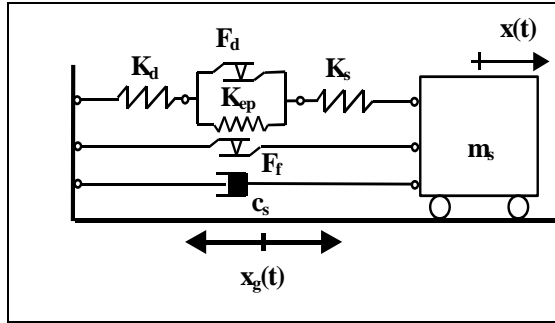 x(t)
F_d
K_d
K_s
K_ep
m_s
F_f
c_s
x_g(t)